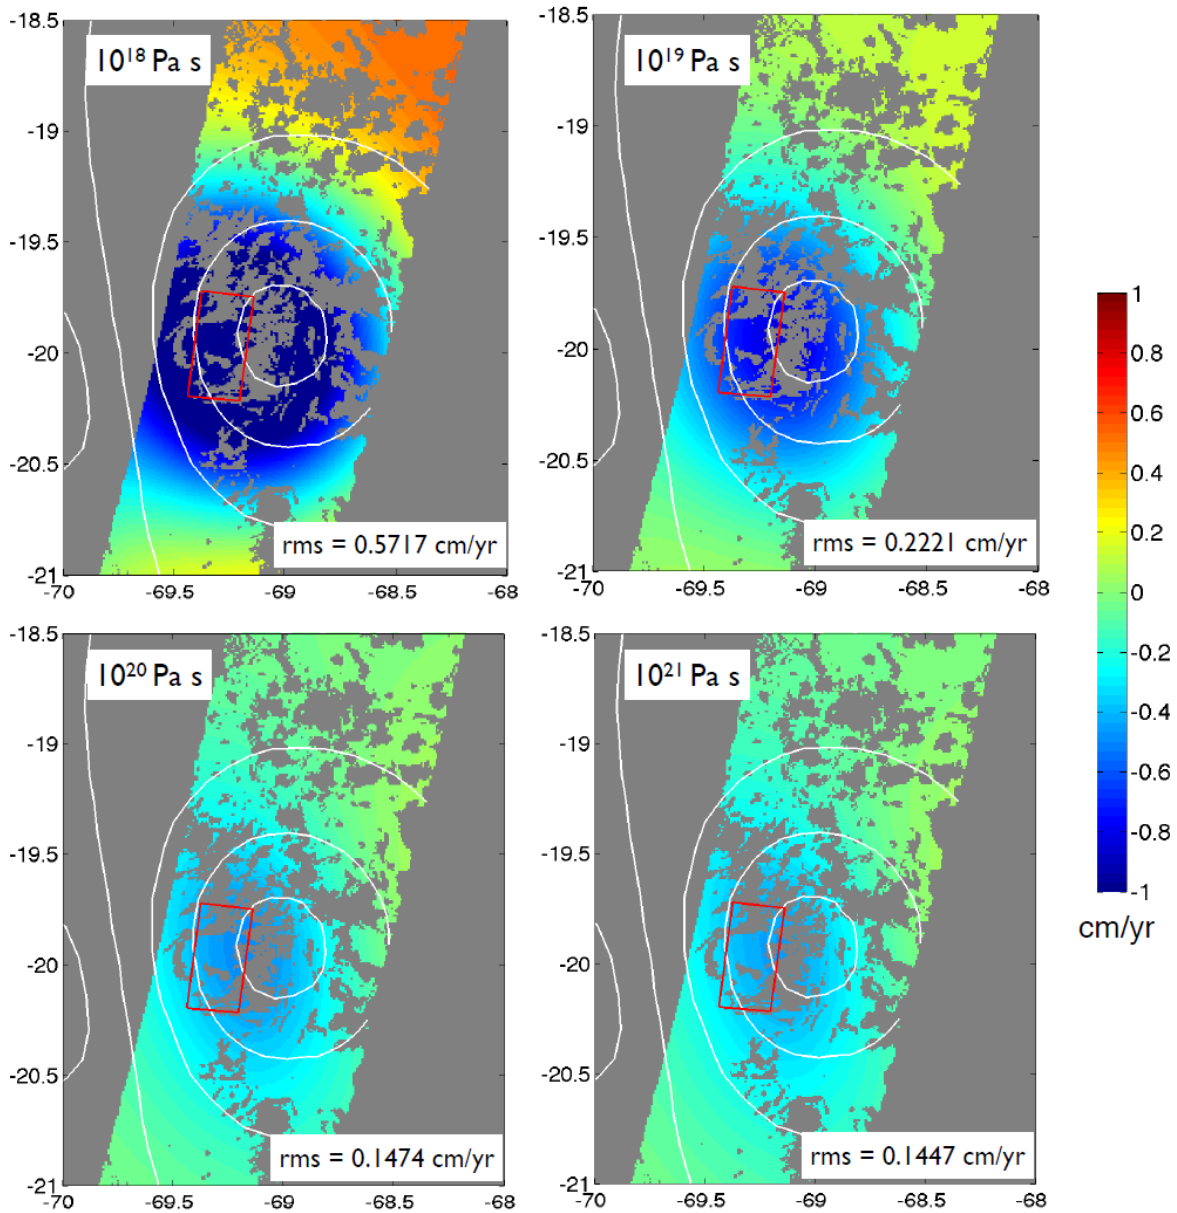 -18.5
10¹⁸ Pa s
-19
-19.5
-20
-20.5
rms = 0.5717 cm/yr
-21
-70 -69.5 -69 -68.5 -68
-18.5
10¹⁹ Pa s
-19
-19.5
-20
-20.5
rms = 0.2221 cm/yr
-21
-70 -69.5 -69 -68.5 -68
1
0.8
0.6
0.4
0.2
0
-0.2
-0.4
-0.6
-0.8
-1
cm/yr
-18.5
10²⁰ Pa s
-19
-19.5
-20
-20.5
rms = 0.1474 cm/yr
-21
-70 -69.5 -69 -68.5 -68
-18.5
10²¹ Pa s
-19
-19.5
-20
-20.5
rms = 0.1447 cm/yr
-21
-70 -69.5 -69 -68.5 -68